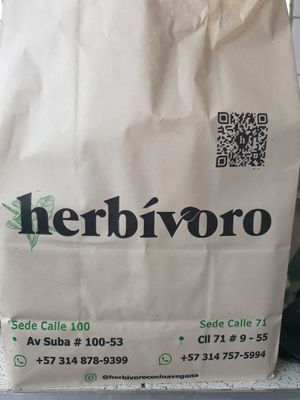 herbívoro
Sede Calle 100 Sede Calle 71
Av Suba # 100-53 Cll 71 # 9 - 55
+57 314 878-9399 +57 314 757-5994
@herbivorococinavegana